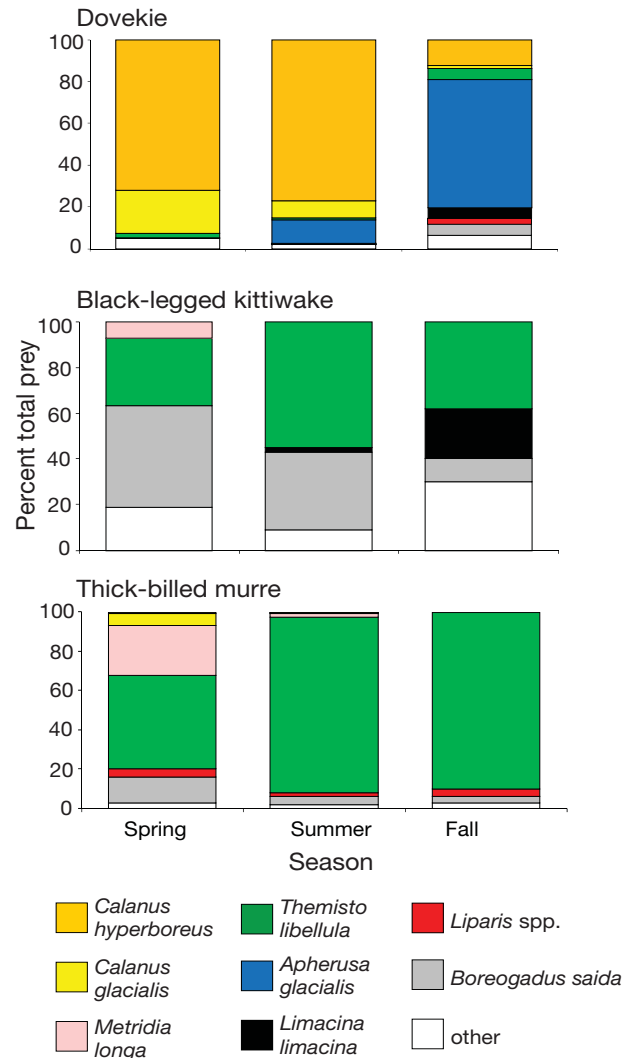 Dovekie
100
80
60
40
20
0
Black-legged kittiwake
100
80
60
40
20
0
Percent total prey
Thick-billed murre
100
80
60
40
20
0
Spring Summer Fall
Season
Calanus hyperboreus
Themisto libellula
Liparis spp.
Calanus glacialis
Apherusa glacialis
Boreogadus saida
Metridia longa
Limacina limacina
other